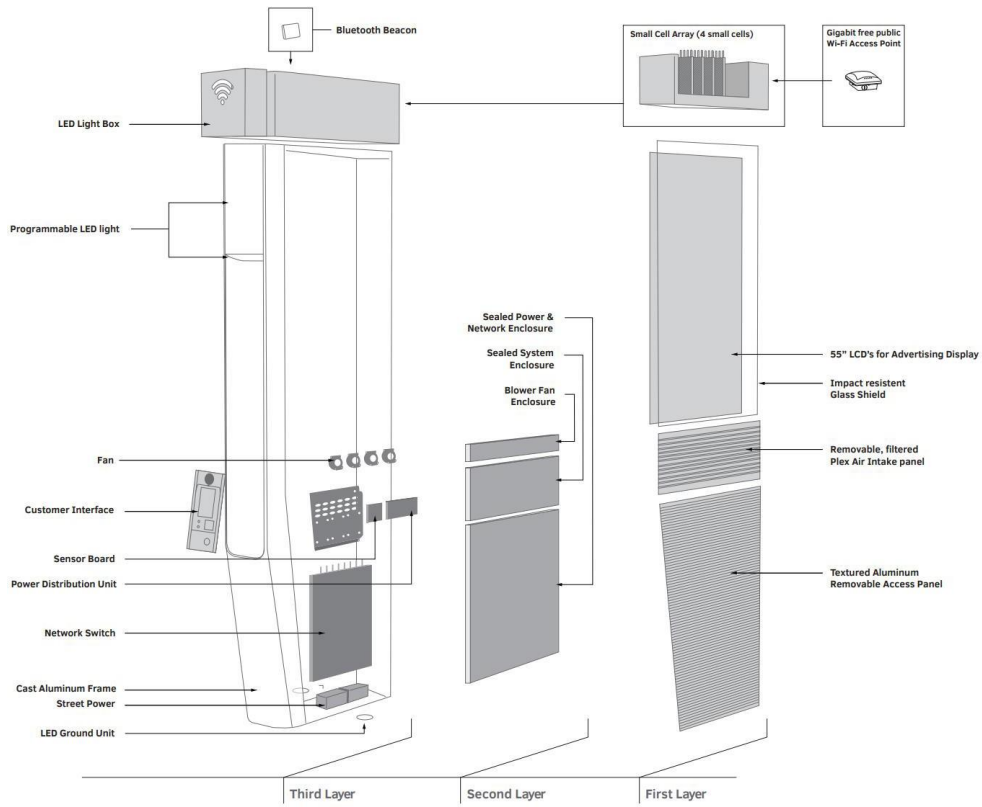 Bluetooth Beacon
Small Cell Array (4 small cells)
Gigabit free public
Wi-Fi Access Point
LED Light Box
Programmable LED light
Sealed Power &
Network Enclosure
Sealed System
Enclosure
Blower Fan
Enclosure
55” LCD's for Advertising Display
Impact resistent
Glass Shield
Removable, filtered
Plex Air Intake panel
Fan
Customer Interface
Sensor Board
Power Distribution Unit
Textured Aluminum
Removable Access Panel
Network Switch
Cast Aluminum Frame
Street Power
LED Ground Unit
Third Layer
Second Layer
First Layer